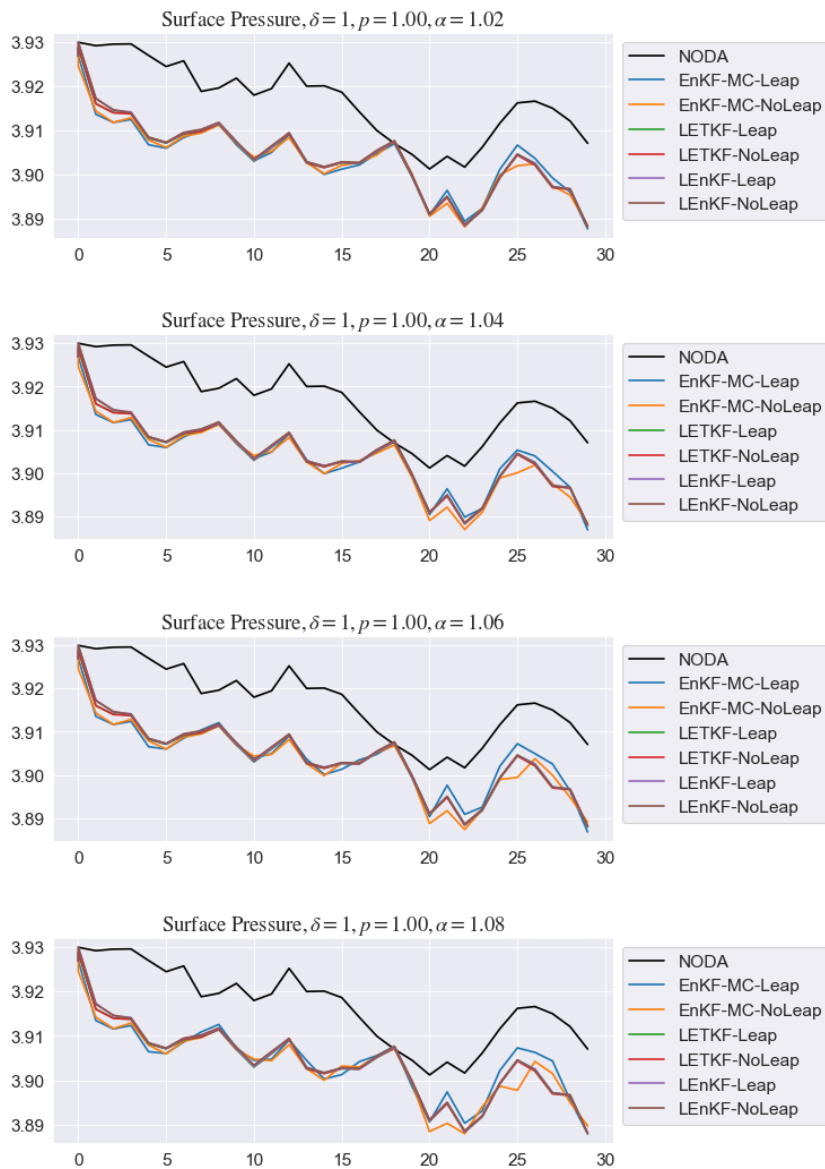 Surface Pressure, δ = 1, p = 1.00, α = 1.02
3.93
3.92
3.91
3.90
3.89
0 5 10 15 20 25 30
NODA
EnKF-MC-Leap
EnKF-MC-NoLeap
LETKF-Leap
LETKF-NoLeap
LEnKF-Leap
LEnKF-NoLeap
Surface Pressure, δ = 1, p = 1.00, α = 1.04
3.93
3.92
3.91
3.90
3.89
0 5 10 15 20 25 30
NODA
EnKF-MC-Leap
EnKF-MC-NoLeap
LETKF-Leap
LETKF-NoLeap
LEnKF-Leap
LEnKF-NoLeap
Surface Pressure, δ = 1, p = 1.00, α = 1.06
3.93
3.92
3.91
3.90
3.89
0 5 10 15 20 25 30
NODA
EnKF-MC-Leap
EnKF-MC-NoLeap
LETKF-Leap
LETKF-NoLeap
LEnKF-Leap
LEnKF-NoLeap
Surface Pressure, δ = 1, p = 1.00, α = 1.08
3.93
3.92
3.91
3.90
3.89
0 5 10 15 20 25 30
NODA
EnKF-MC-Leap
EnKF-MC-NoLeap
LETKF-Leap
LETKF-NoLeap
LEnKF-Leap
LEnKF-NoLeap